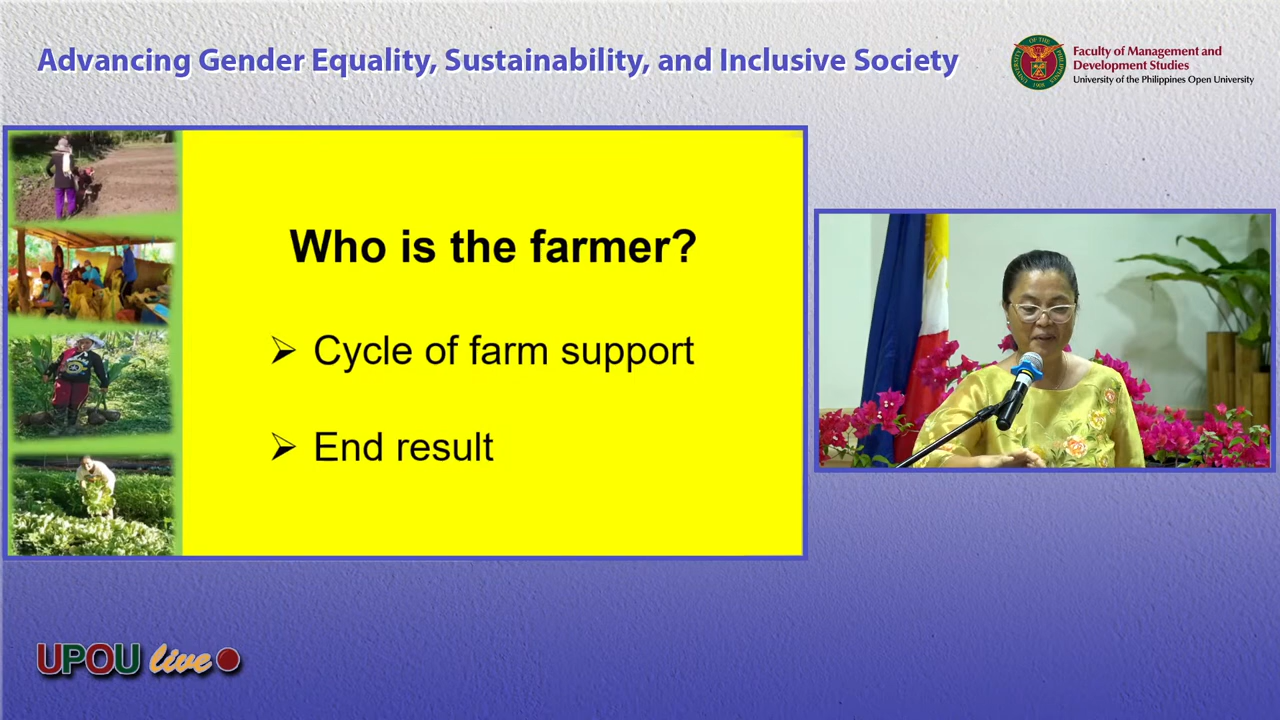 Advancing Gender Equality, Sustainability, and Inclusive Society
Faculty of Management and
Development Studies
University of the Philippines Open University
Who is the farmer?
➢ Cycle of farm support
➢ End result
UPOU live